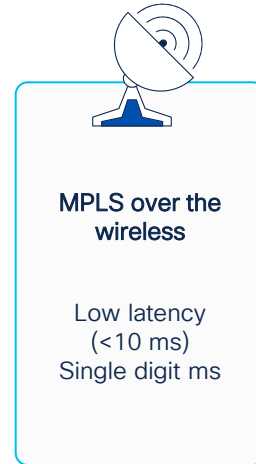 MPLS over the
wireless
Low latency
(<10 ms)
Single digit ms